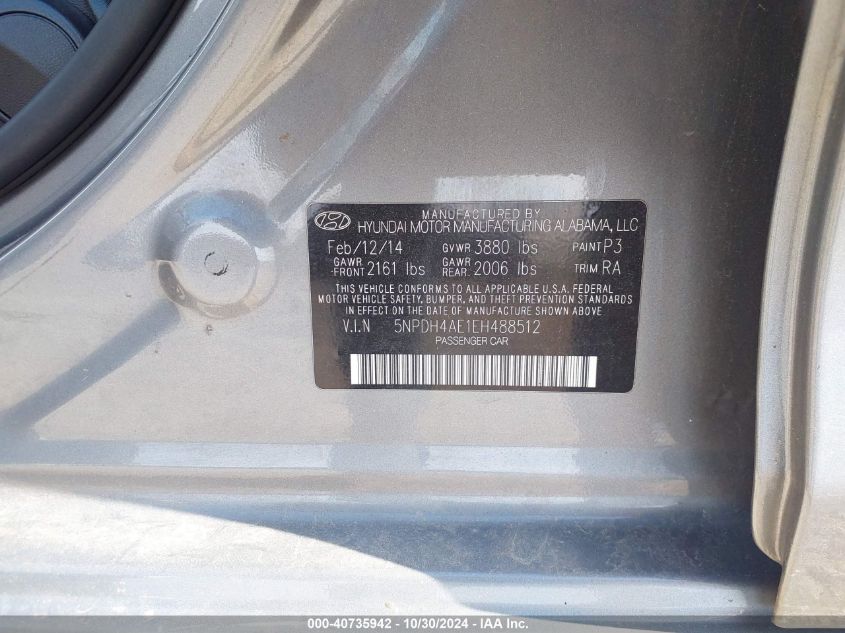 MANUFACTURED BY
HYUNDAI MOTOR MANUFACTURING ALABAMA, LLC
Feb/12/14 GVWR 3880 lbs PAINT P3
GAWR FRONT 2161 lbs GAWR REAR 2006 lbs TRIM RA
THIS VEHICLE CONFORMS TO ALL APPLICABLE U.S.A. FEDERAL
MOTOR VEHICLE SAFETY, BUMPER, AND THEFT PREVENTION STANDARDS
IN EFFECT ON THE DATE OF MANUFACTURE SHOWN ABOVE
V.I.N 5NPDH4AE1EH488512
PASSENGER CAR
000-40735942 - 10/30/2024 - IAA Inc.